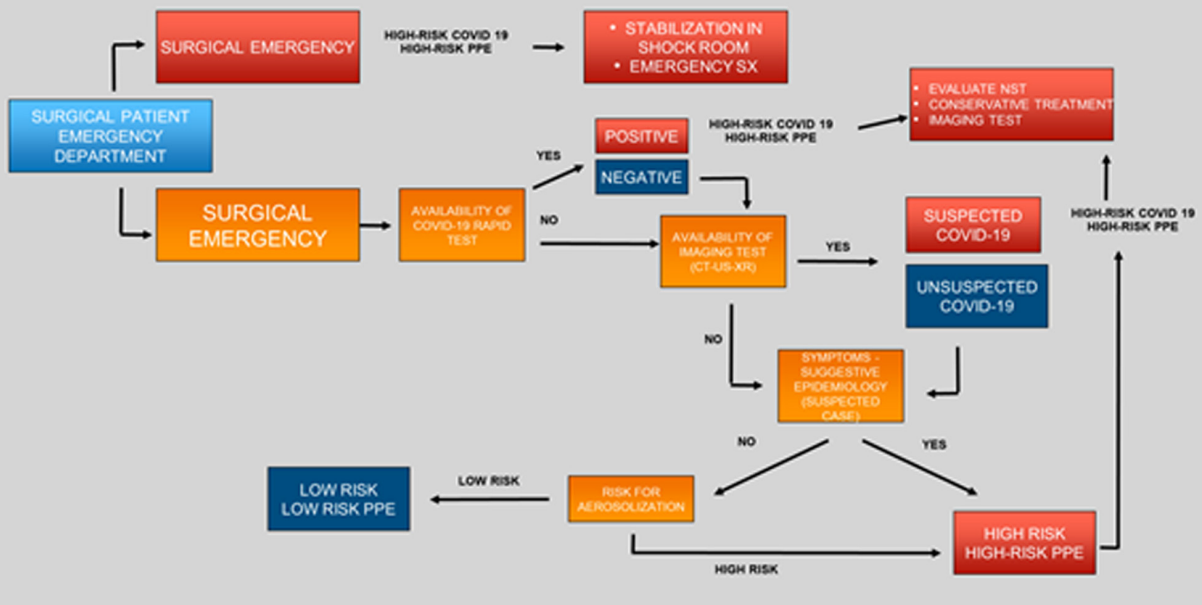 SURGICAL EMERGENCY
HIGH-RISK COVID 19
HIGH-RISK PPE
• STABILIZATION IN
SHOCK ROOM
• EMERGENCY SX
SURGICAL PATIENT
EMERGENCY
DEPARTMENT
• EVALUATE NST
• CONSERVATIVE TREATMENT
• IMAGING TEST
POSITIVE
HIGH-RISK COVID 19
HIGH-RISK PPE
YES
NEGATIVE
SURGICAL
EMERGENCY
AVAILABILITY OF
COVID-19 RAPID
TEST
NO
AVAILABILITY OF
IMAGING TEST
(CT-US-XR)
YES
SUSPECTED
COVID-19
HIGH-RISK COVID 19
HIGH-RISK PPE
UNSUSPECTED
COVID-19
NO
SYMPTOMS -
SUGGESTIVE
EPIDEMIOLOGY
(SUSPECTED
CASE)
NO
YES
LOW RISK
LOW RISK PPE
LOW RISK
RISK FOR
AEROSOLIZATION
HIGH RISK
HIGH-RISK PPE
HIGH RISK